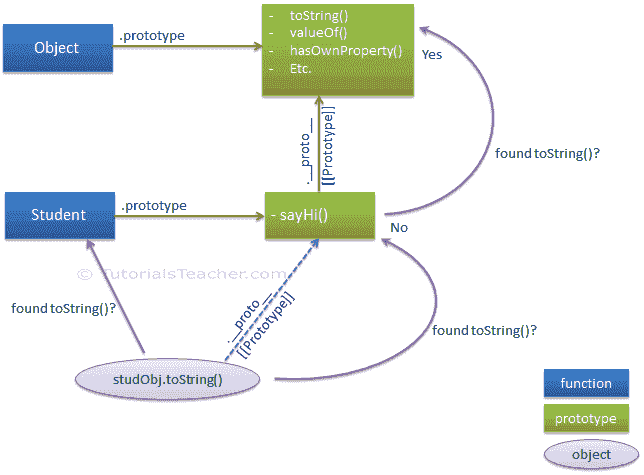 - toString()
- valueOf()
- hasOwnProperty()
- Etc.
Object
.prototype
Yes
.__proto__
[[Prototype]]
found toString()?
Student
.prototype
- sayHi()
No
© TutorialsTeacher.com
found toString()?
.__proto__
[[Prototype]]
found toString()?
studObj.toString()
function
prototype
object